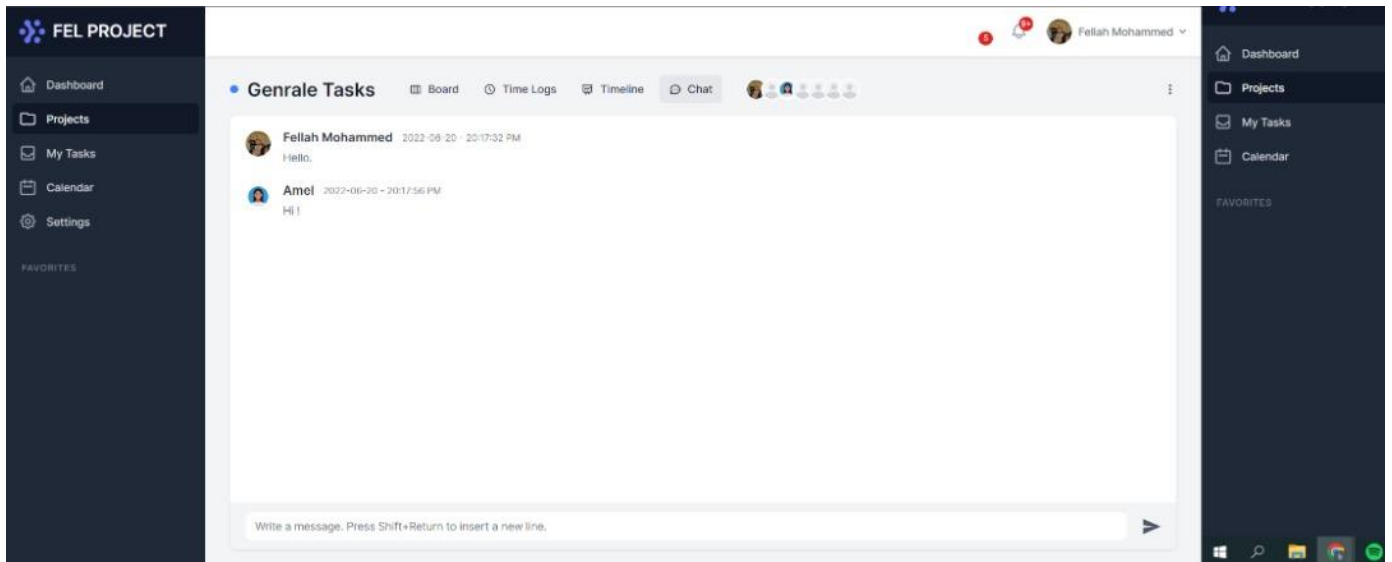 FEL PROJECT
Dashboard
Projects
My Tasks
Calendar
Settings
FAVORITES
5
9+
Fellah Mohammed
Genrale Tasks
Board
Time Logs
Timeline
Chat
Fellah Mohammed 2022-06-20 - 20:17:32 PM
Hello.
Amel 2022-06-20 - 20:17:56 PM
Hi !
Write a message. Press Shift+Return to insert a new line.
Dashboard
Projects
My Tasks
Calendar
FAVORITES